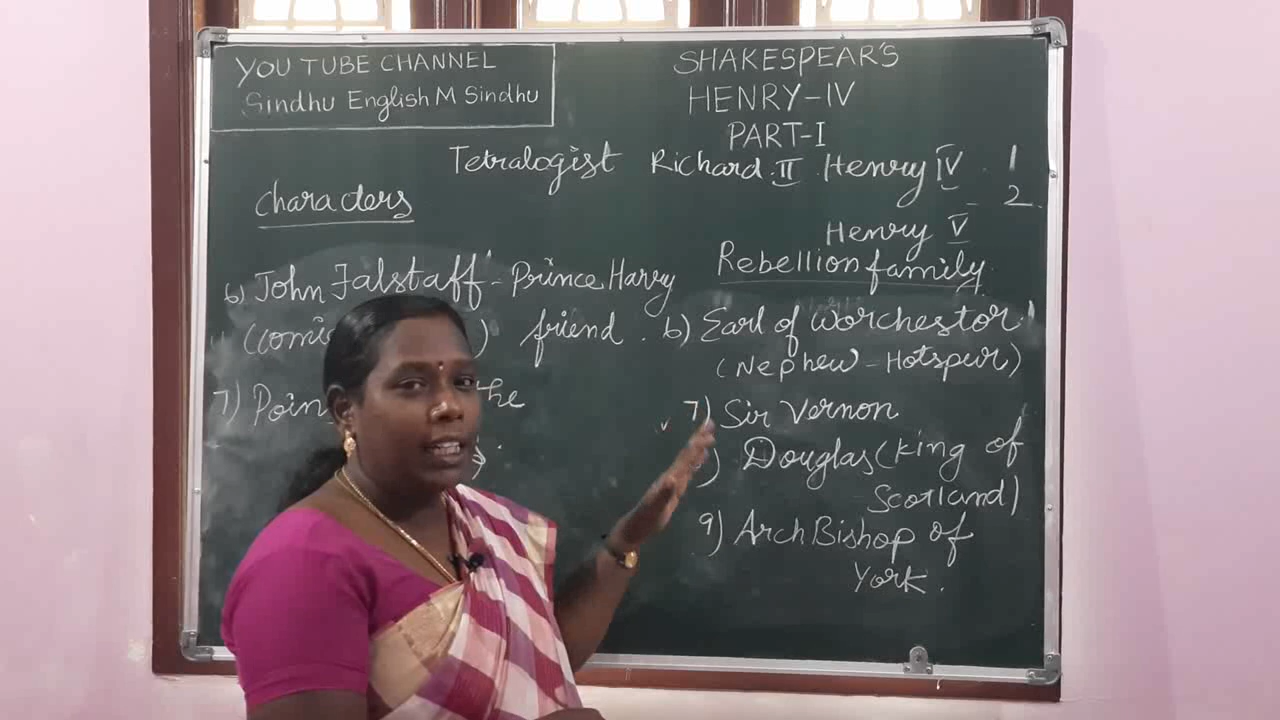 YOU TUBE CHANNEL
Sindhu English M Sindhu
SHAKESPEAR'S
HENRY-IV
PART-I
Tetralogist Richard.II Henry IV. 1
2
Henry V
Characters
6) John Falstaff - Prince Harry
friend.
7) Poin
Rebellion family
6) Earl of Worchestor
(Nephew - Hotspur)
7) Sir Vernon
) Douglas (King of
Scotland)
9) ArchBishop of
York.